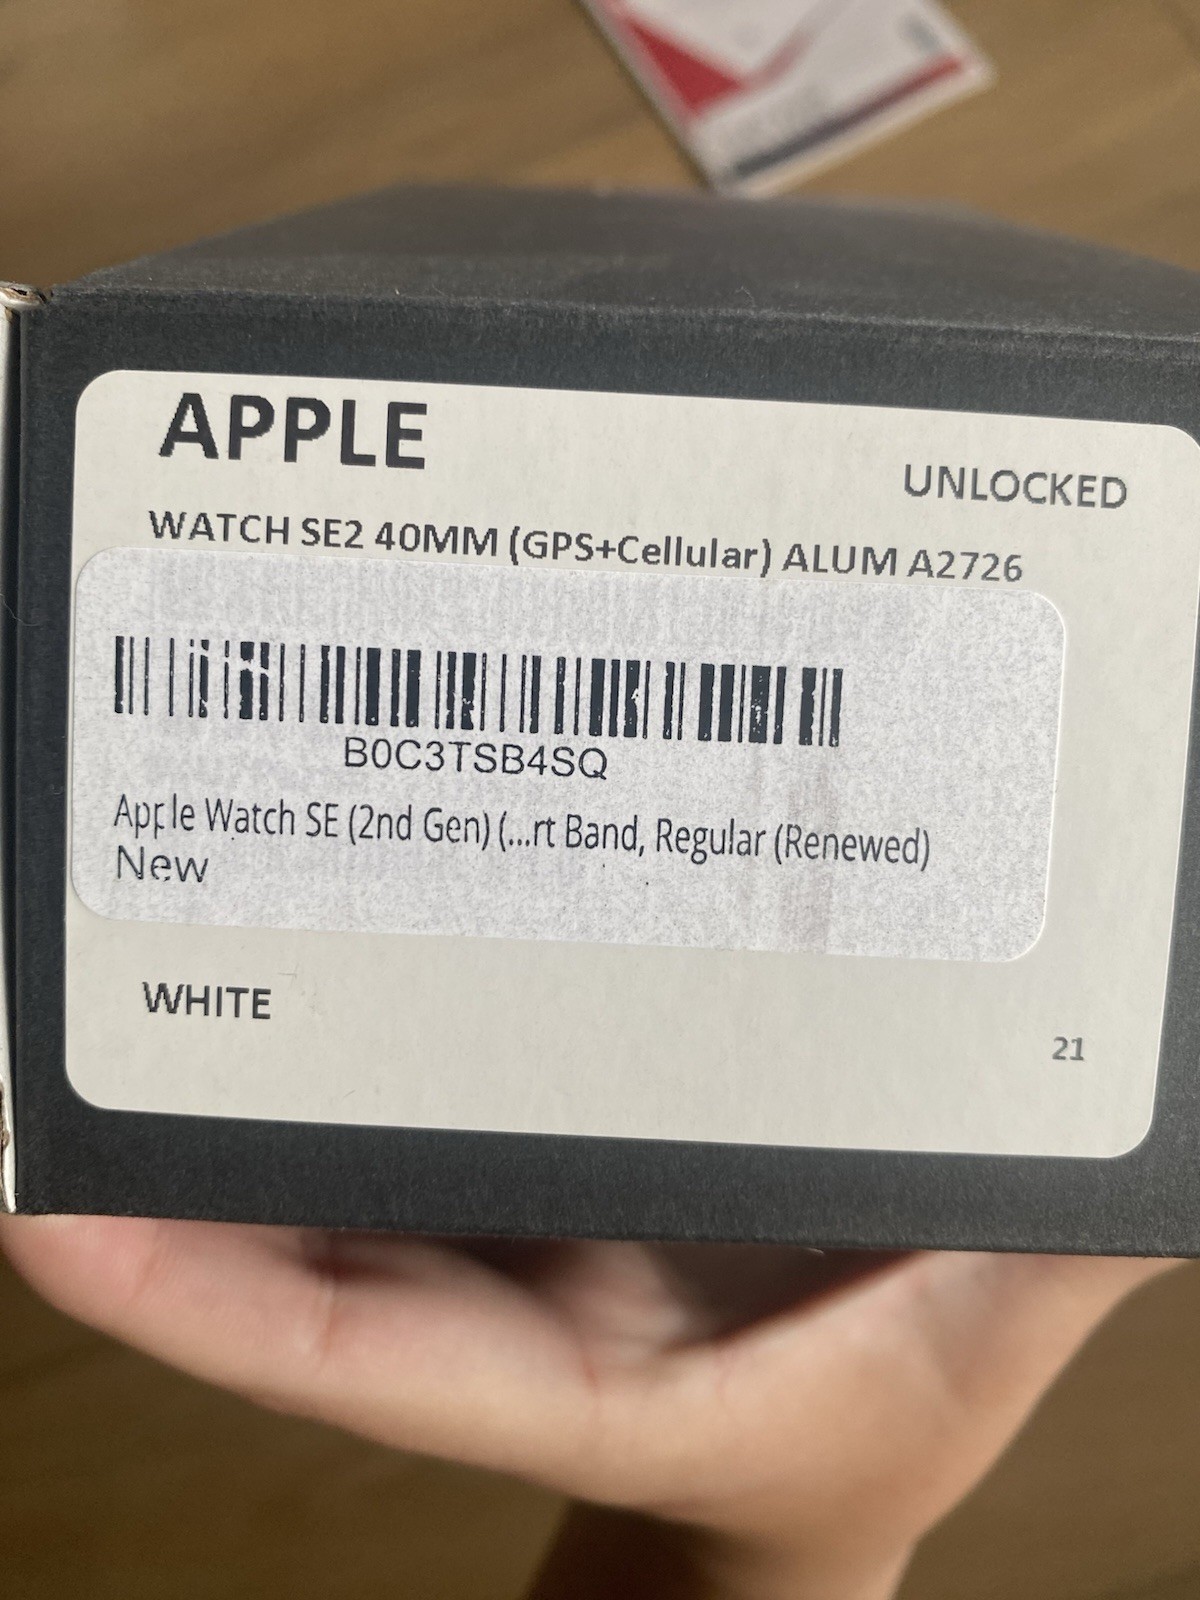 APPLE
UNLOCKED
WATCH SE2 40MM (GPS+Cellular) ALUM A2726
B0C3TSB4SQ
Apple Watch SE (2nd Gen) (...rt Band, Regular (Renewed)
New
WHITE
21